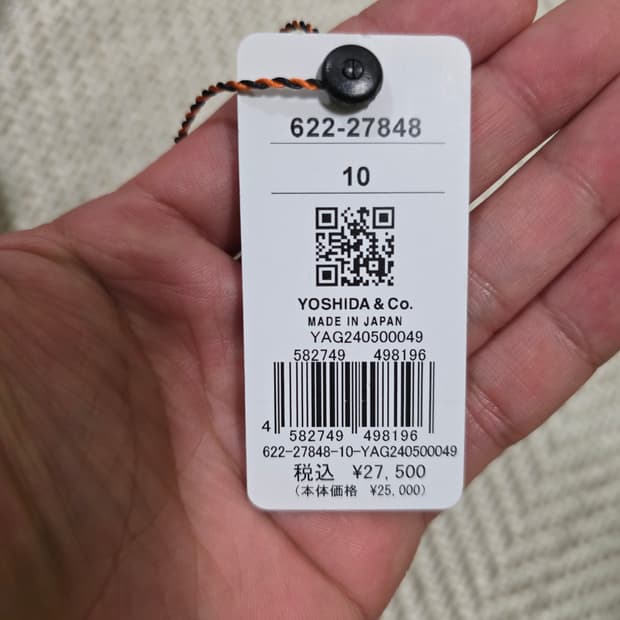 622-27848
10
YOSHIDA & Co.
MADE IN JAPAN
YAG240500049
582749 498196
4 582749 498196
622-27848-10-YAG240500049
税込 ¥27,500
(本体価格 ¥25,000)